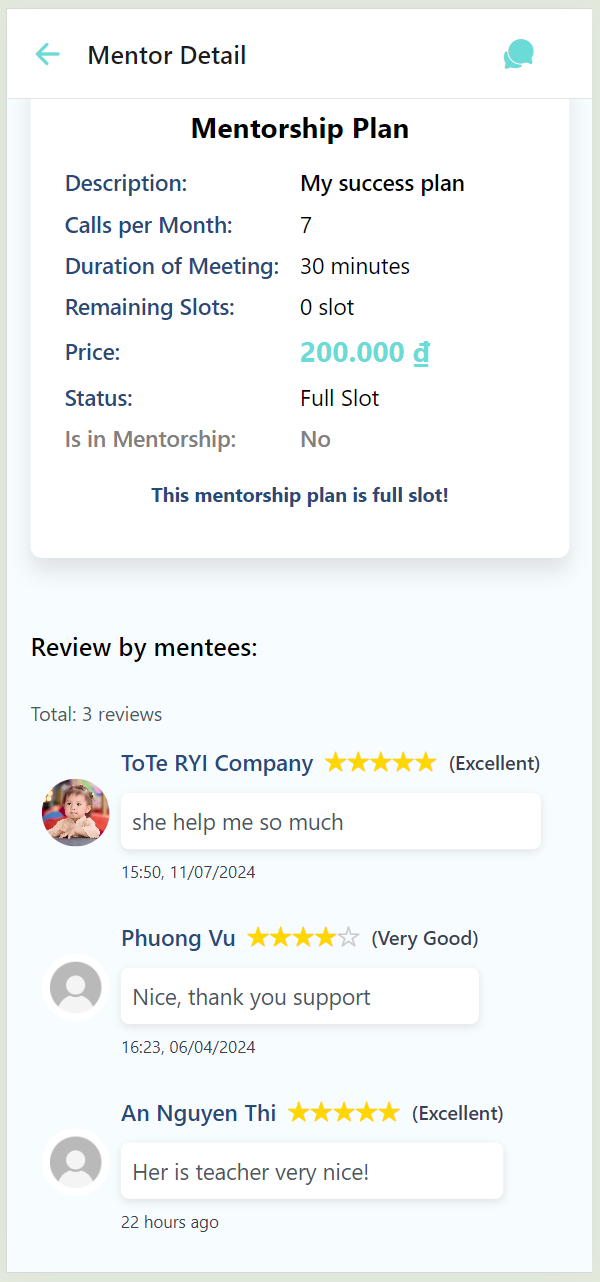 Mentor Detail
Mentorship Plan
Description: My success plan
Calls per Month: 7
Duration of Meeting: 30 minutes
Remaining Slots: 0 slot
Price: 200.000 ₫
Status: Full Slot
Is in Mentorship: No
This mentorship plan is full slot!
Review by mentees:
Total: 3 reviews
ToTe RYI Company (Excellent)
she help me so much
15:50, 11/07/2024
Phuong Vu (Very Good)
Nice, thank you support
16:23, 06/04/2024
An Nguyen Thi (Excellent)
Her is teacher very nice!
22 hours ago